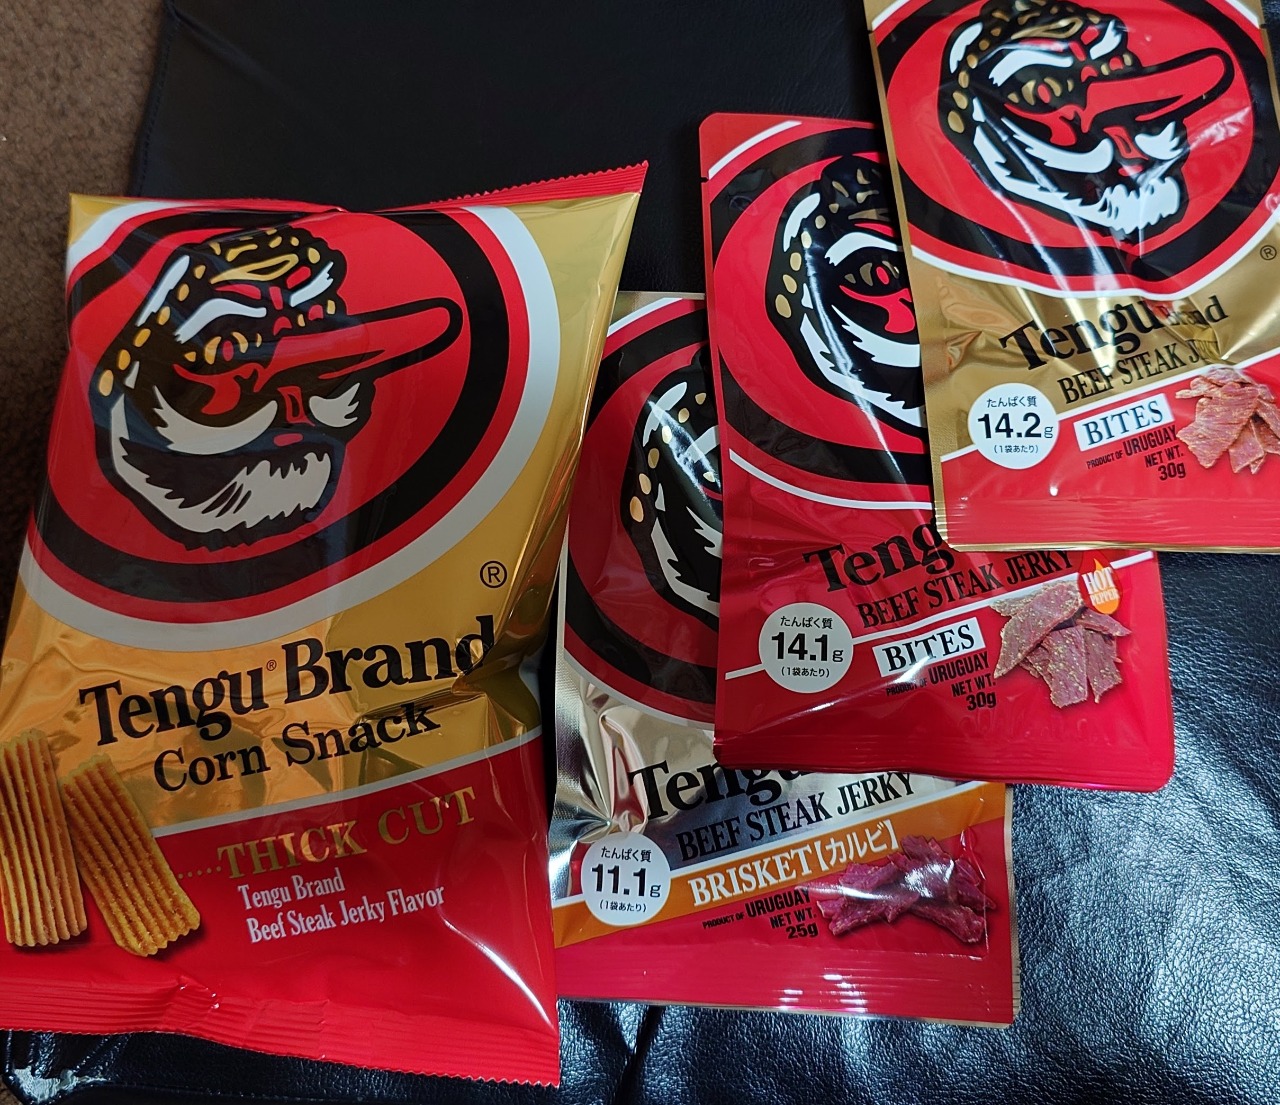 ®
Tengu® Brand
Corn Snack
THICK CUT
Tengu Brand
Beef Steak Jerky Flavor
Tengu
BEEF STEAK JERKY
たんぱく質
11.1g
(1袋あたり)
BRISKET【カルビ】
PRODUCT OF URUGUAY
NET WT.
25g
BEEF STEAK JERKY
HOT
PEPPER
たんぱく質
14.1g
(1袋あたり)
BITES
PRODUCT OF URUGUAY
NET WT.
30g
®
Tengu Brand
BEEF STEAK
たんぱく質
14.2g
(1袋あたり)
BITES
PRODUCT OF URUGUAY
NET WT.
30g